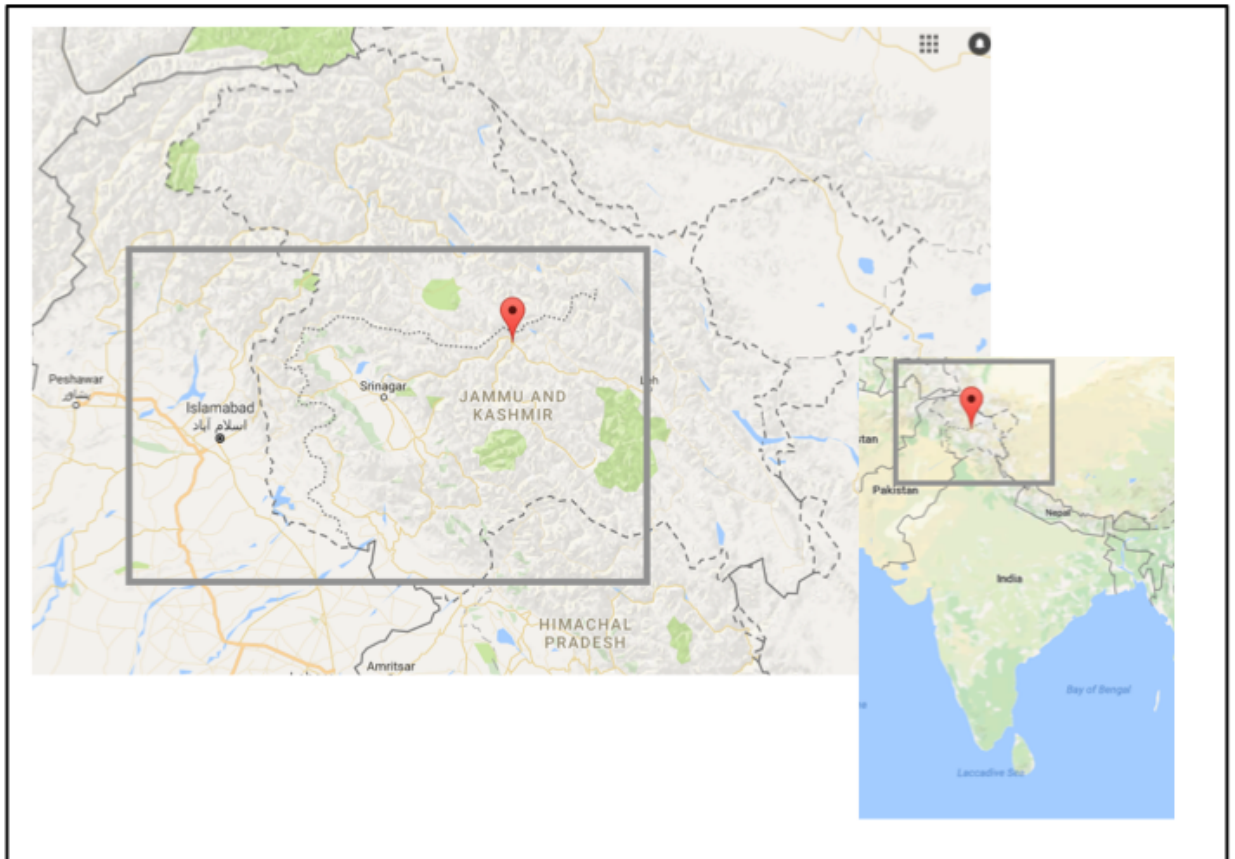 Peshawar
پشاور
Islamabad
اسلام آباد
Srinagar
JAMMU AND
KASHMIR
Leh
HIMACHAL
PRADESH
Amritsar
stan
Pakistan
Nepal
India
Bay of Bengal
Laccadive Sea